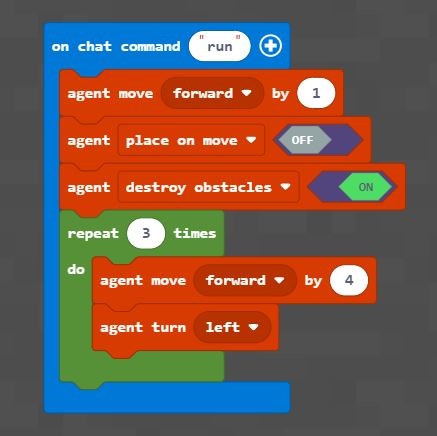 on chat command "run"
agent move forward by 1
agent place on move OFF
agent destroy obstacles ON
repeat 3 times
do
agent move forward by 4
agent turn left